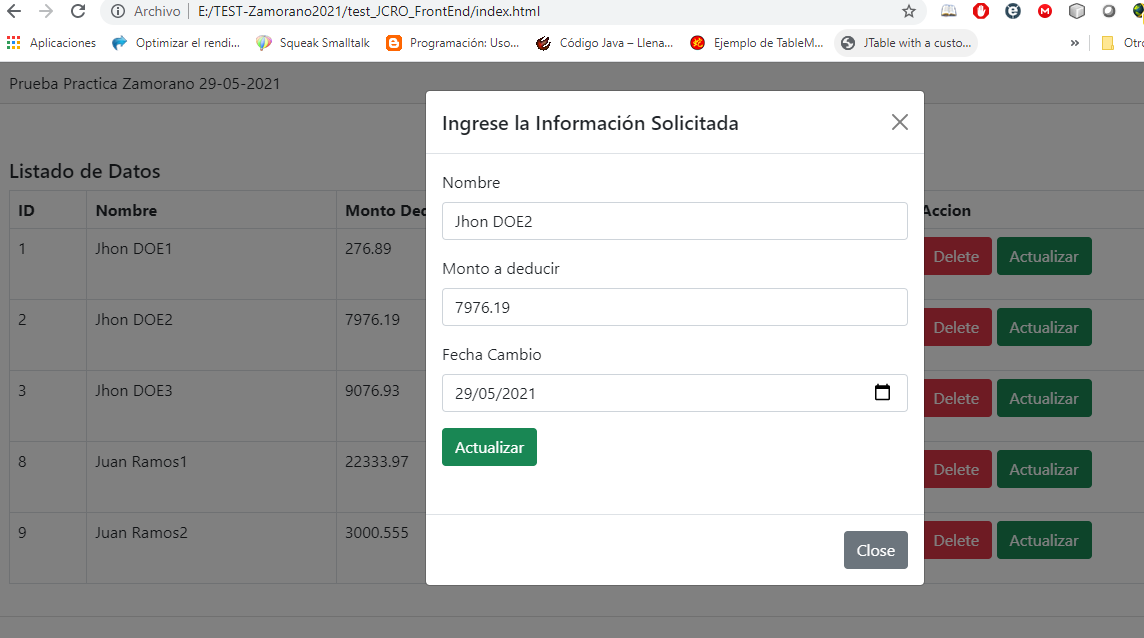 Archivo | E:/TEST-Zamorano2021/test_JCRO_FrontEnd/index.html
Aplicaciones Optimizar el rendi... Squeak Smalltalk Programación: Uso... Código Java – Llena... Ejemplo de TableM... JTable with a custo... » Otro
Prueba Practica Zamorano 29-05-2021
Listado de Datos
ID Nombre Monto Ded Accion
1 Jhon DOE1 276.89 Delete Actualizar
2 Jhon DOE2 7976.19 Delete Actualizar
3 Jhon DOE3 9076.93 Delete Actualizar
8 Juan Ramos1 22333.97 Delete Actualizar
9 Juan Ramos2 3000.555 Delete Actualizar
Ingrese la Información Solicitada
Nombre
Jhon DOE2
Monto a deducir
7976.19
Fecha Cambio
29/05/2021
Actualizar
Close